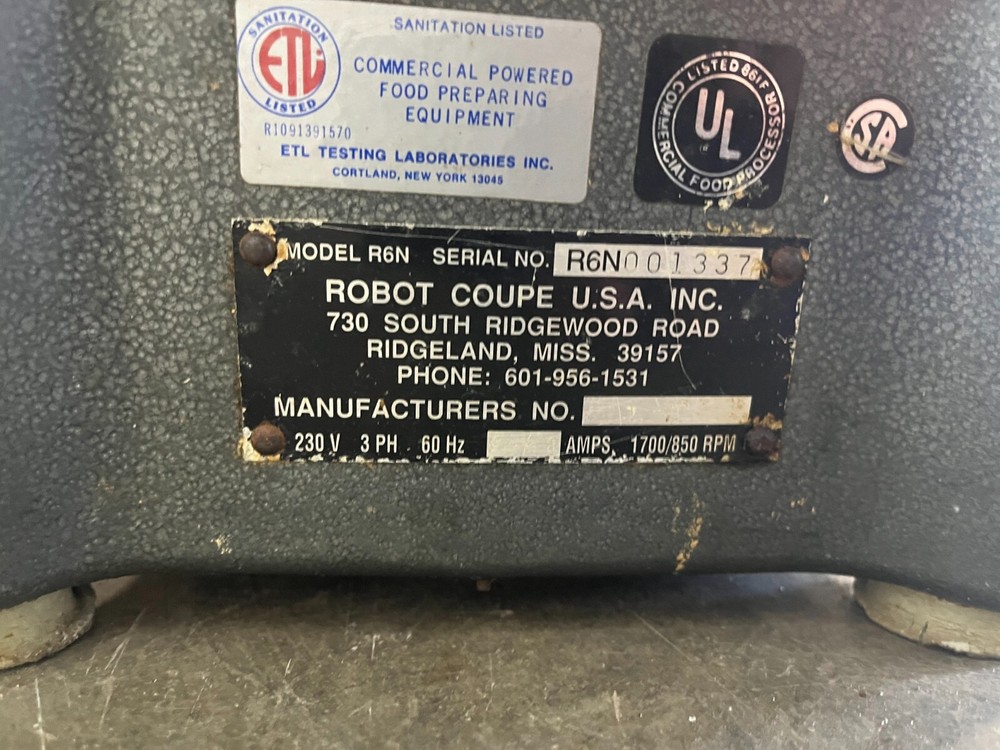 SANITATION
ETL
LISTED
SANITATION LISTED
COMMERCIAL POWERED
FOOD PREPARING
EQUIPMENT
R1091391570
ETL TESTING LABORATORIES INC.
CORTLAND, NEW YORK 13045
LISTED 861F
UL
COMMERCIAL FOOD PROCESSOR
SA
MODEL R6N SERIAL NO. R6N001337
ROBOT COUPE U.S.A. INC.
730 SOUTH RIDGEWOOD ROAD
RIDGELAND, MISS. 39157
PHONE: 601-956-1531
MANUFACTURERS NO.
230 V 3 PH 60 Hz AMPS. 1700/850 RPM